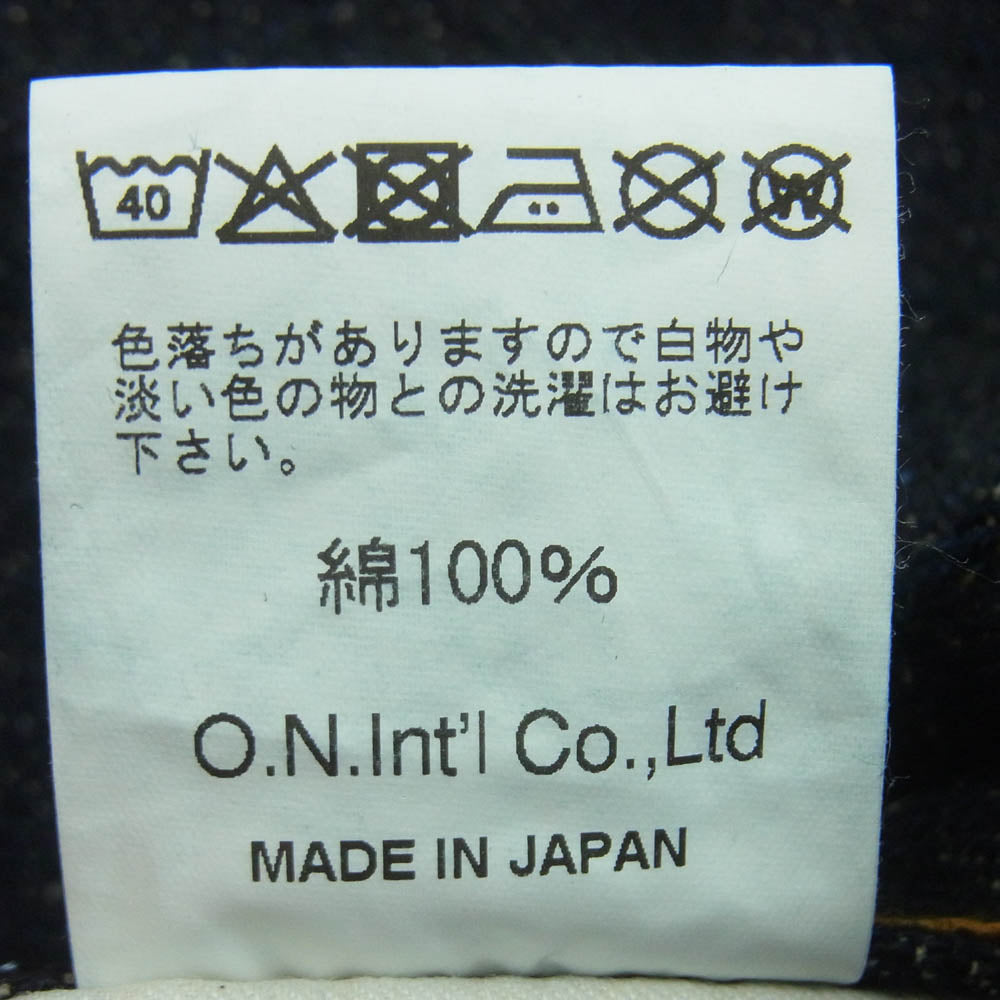 40
W
色落ちがありますので白物や
淡い色の物との洗濯はお避け
下さい。
綿100%
O.N.Int'l Co.,Ltd
MADE IN JAPAN